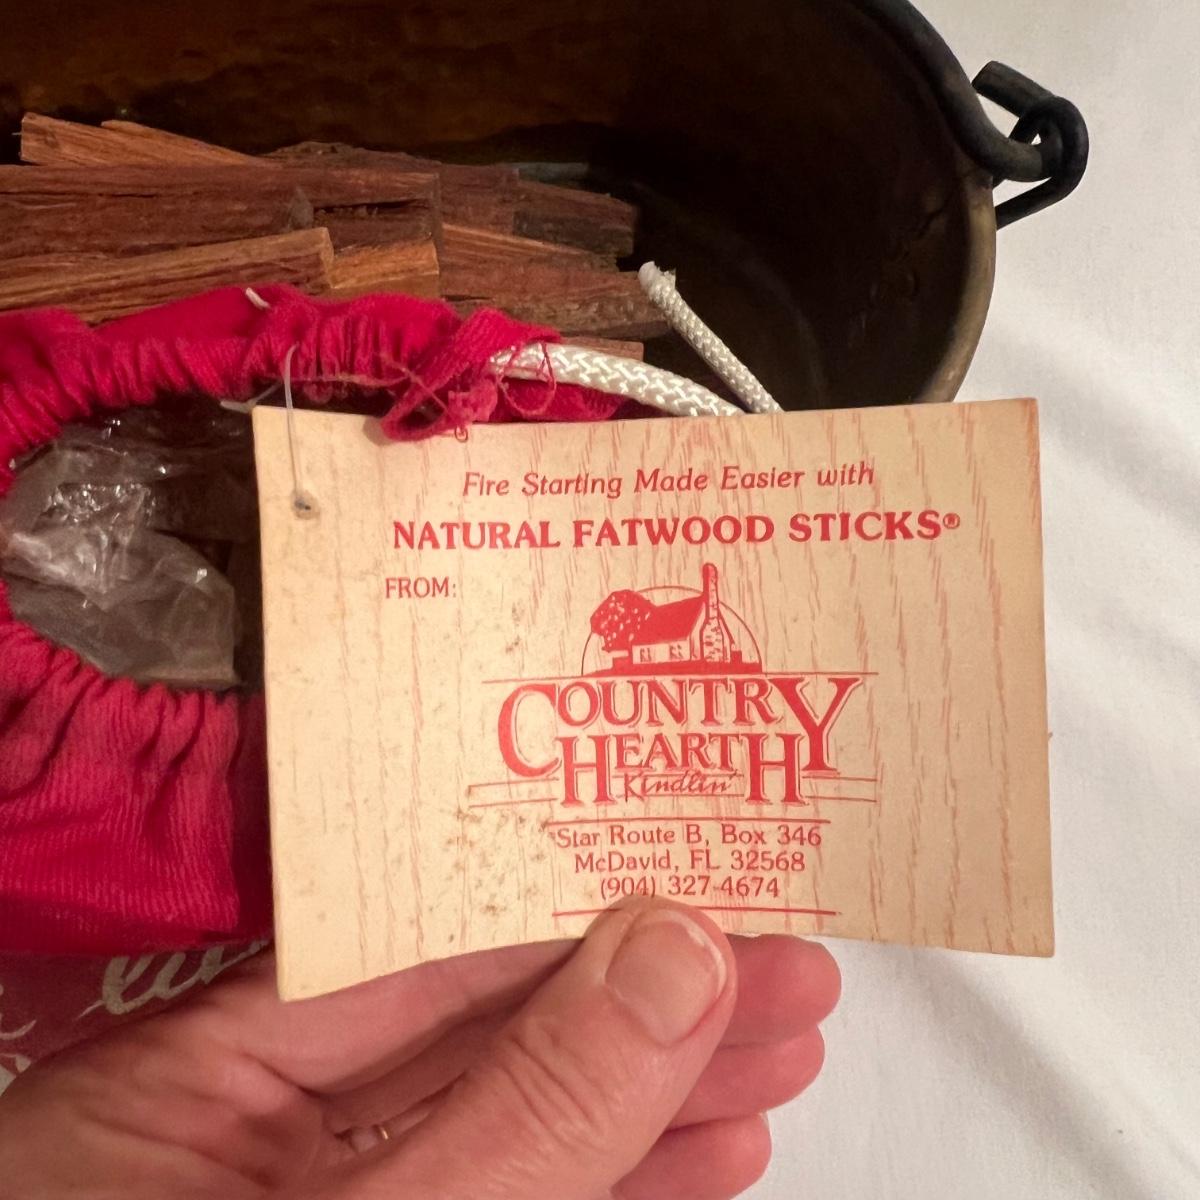 Fire Starting Made Easier with
NATURAL FATWOOD STICKS®
FROM:
COUNTRY
HEARTH
Kindlin'
Star Route B, Box 346
McDavid, FL 32568
(904) 327-4674